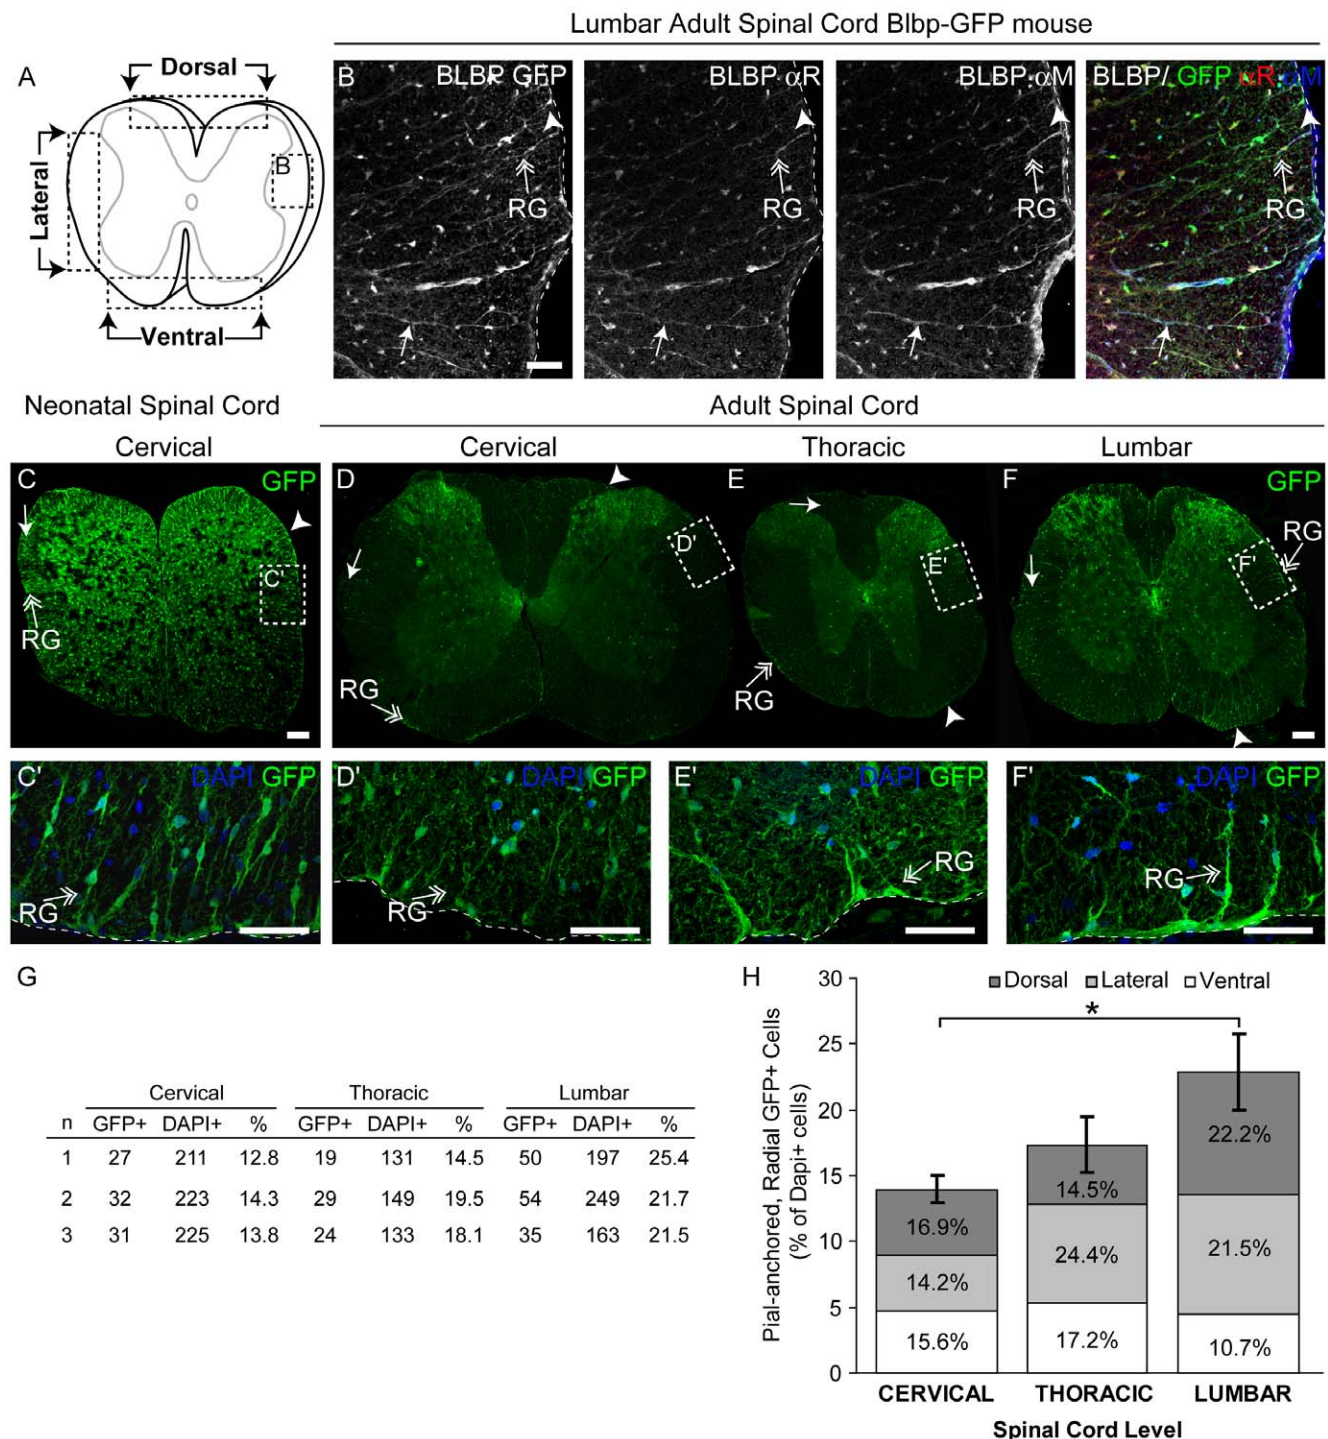 Lumbar Adult Spinal Cord Blbp-GFP mouse
A
Dorsal
Lateral
B
Ventral
B BLBP GFP
RG
BLBP αR
RG
BLBP αM
RG
BLBP/ GFP αR αM
RG
Neonatal Spinal Cord
Adult Spinal Cord
Cervical
Cervical
Thoracic
Lumbar
C GFP
C'
RG
D
D'
RG
E
E'
RG
F GFP
F'
RG
C' DAPI GFP
RG
D' DAPI GFP
RG
E' DAPI GFP
RG
F' DAPI GFP
RG
G
Cervical Thoracic Lumbar
n GFP+ DAPI+ % GFP+ DAPI+ % GFP+ DAPI+ %
1 27 211 12.8 19 131 14.5 50 197 25.4
2 32 223 14.3 29 149 19.5 54 249 21.7
3 31 225 13.8 24 133 18.1 35 163 21.5
H
Dorsal Lateral Ventral
*
Pial-anchored, Radial GFP+ Cells
(% of Dapi+ cells)
30
25
20
15
10
5
0
16.9%
14.2%
15.6%
14.5%
24.4%
17.2%
22.2%
21.5%
10.7%
CERVICAL THORACIC LUMBAR
Spinal Cord Level